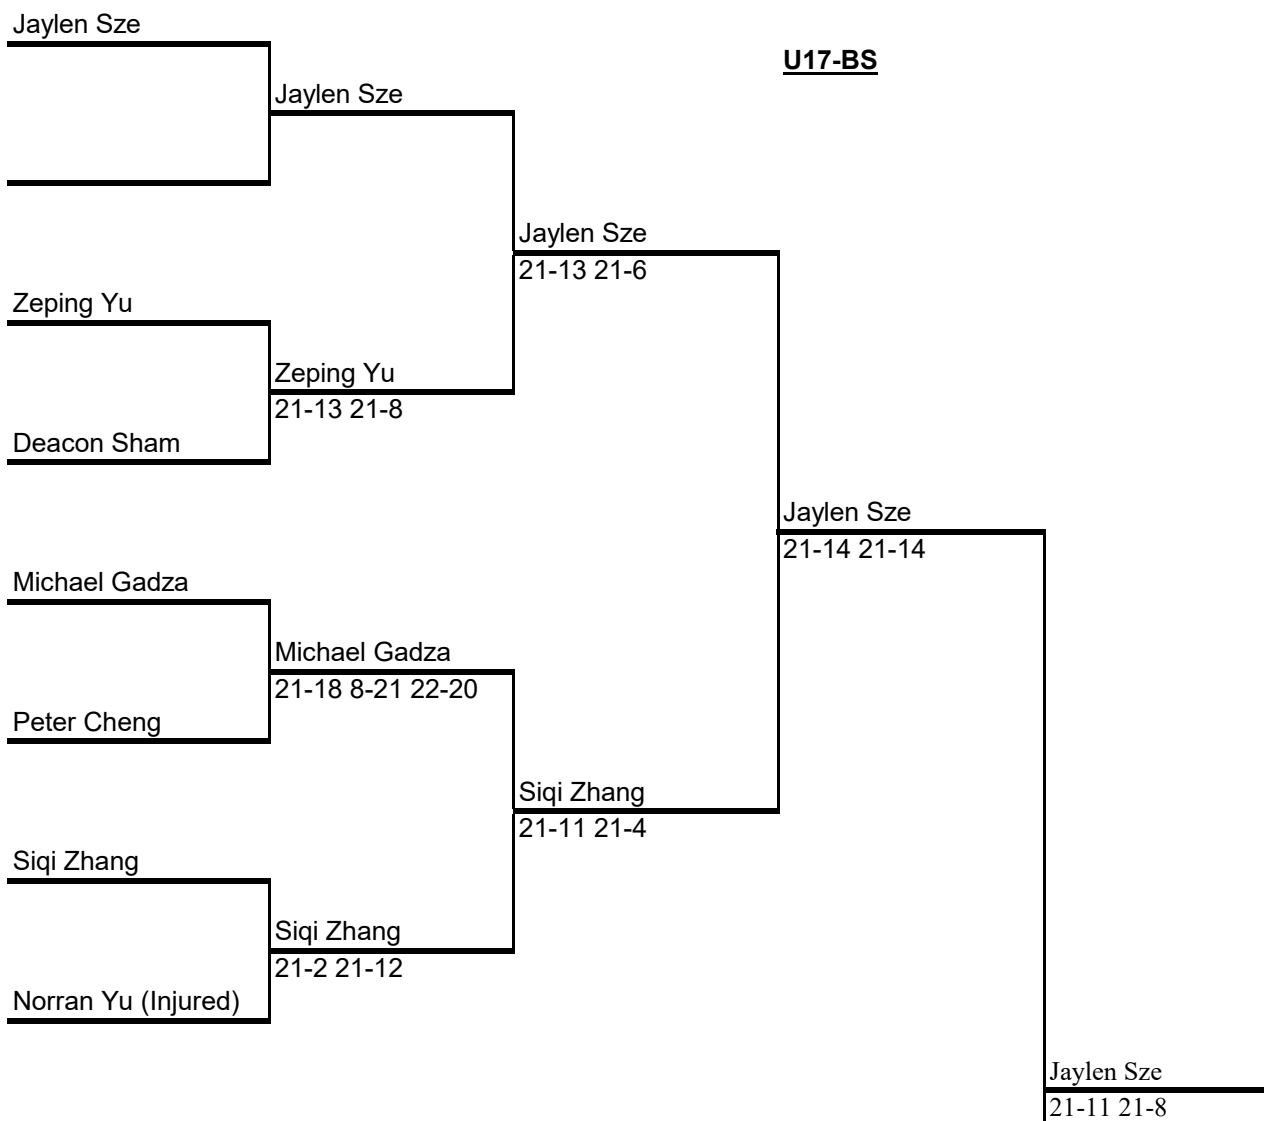 Jaylen Sze
U17-BS
Jaylen Sze
Jaylen Sze
21-13 21-6
Zeping Yu
Zeping Yu
21-13 21-8
Deacon Sham
Jaylen Sze
21-14 21-14
Michael Gadza
Michael Gadza
21-18 8-21 22-20
Peter Cheng
Siqi Zhang
21-11 21-4
Siqi Zhang
Siqi Zhang
21-2 21-12
Norran Yu (Injured)
Jaylen Sze
21-11 21-8